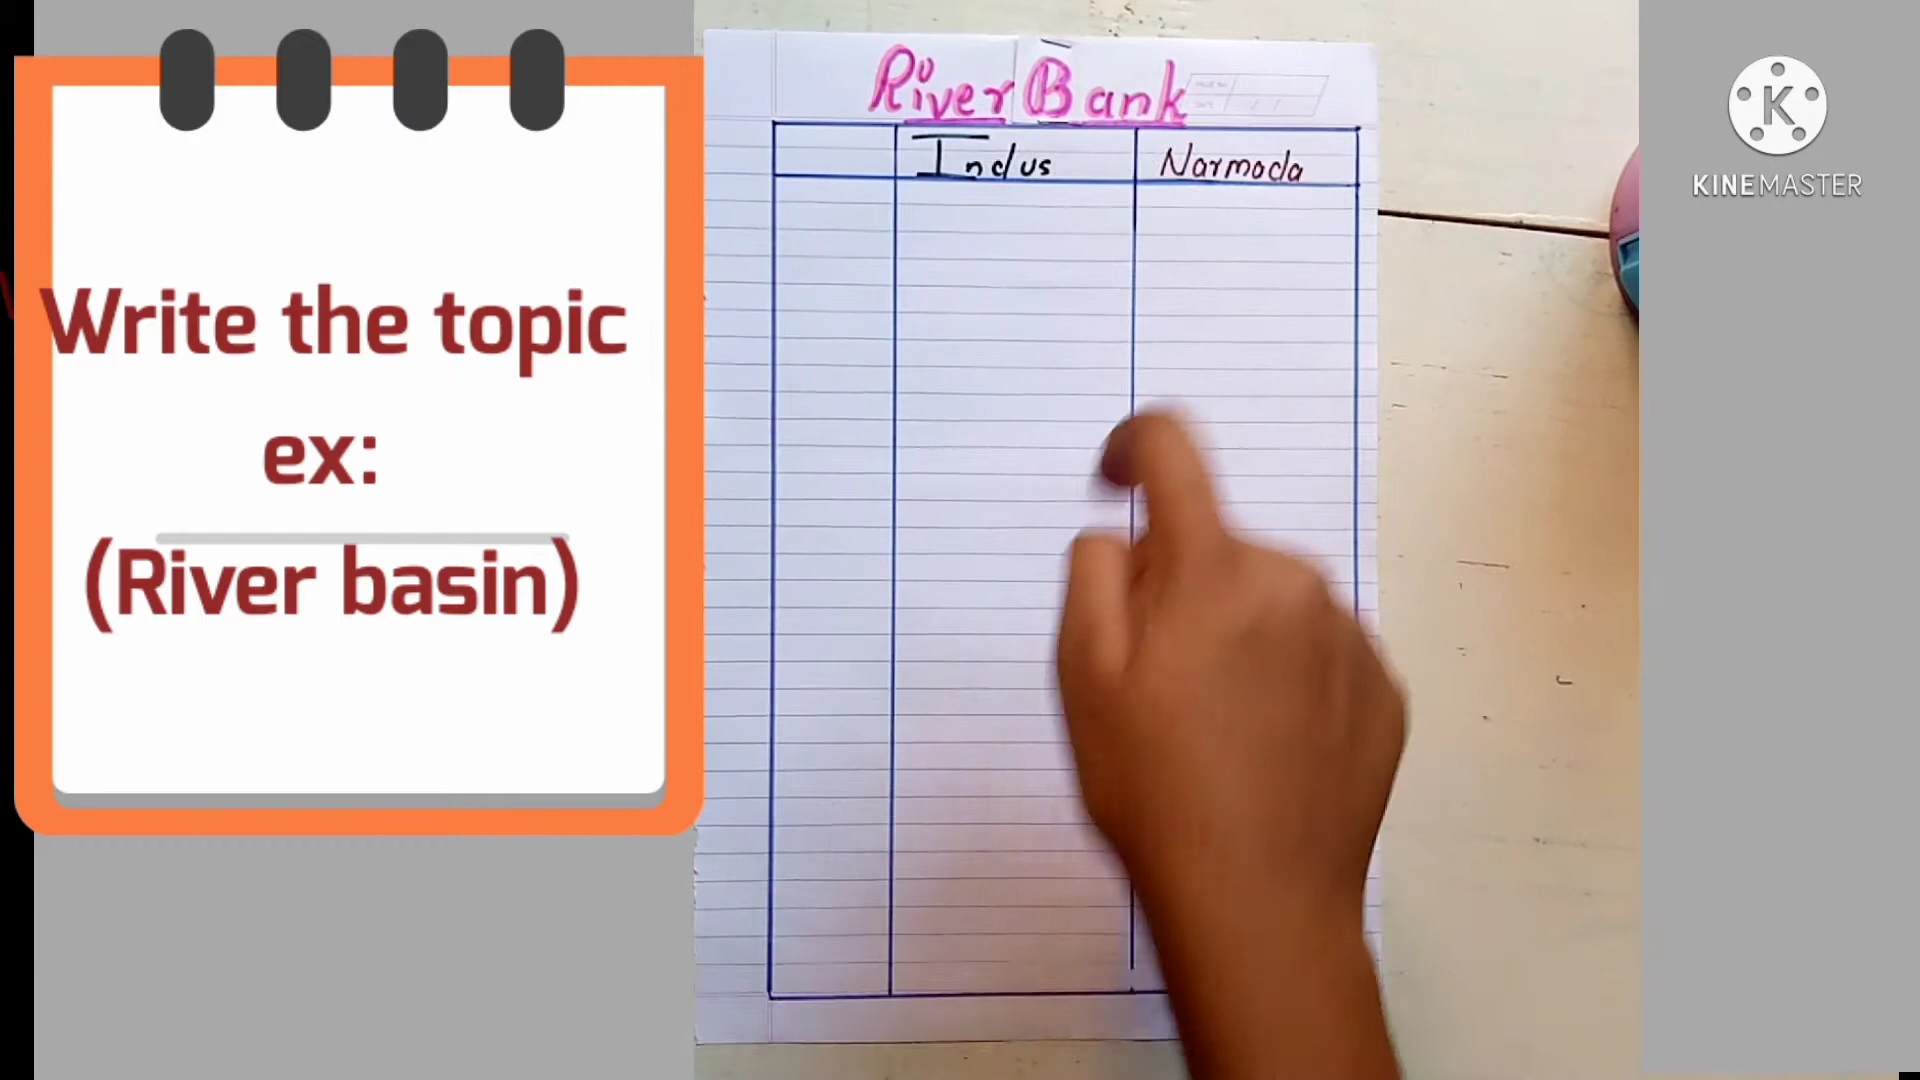 Write the topic
ex:
(River basin)
River Bank
Indus
Narmada
KINEMASTER